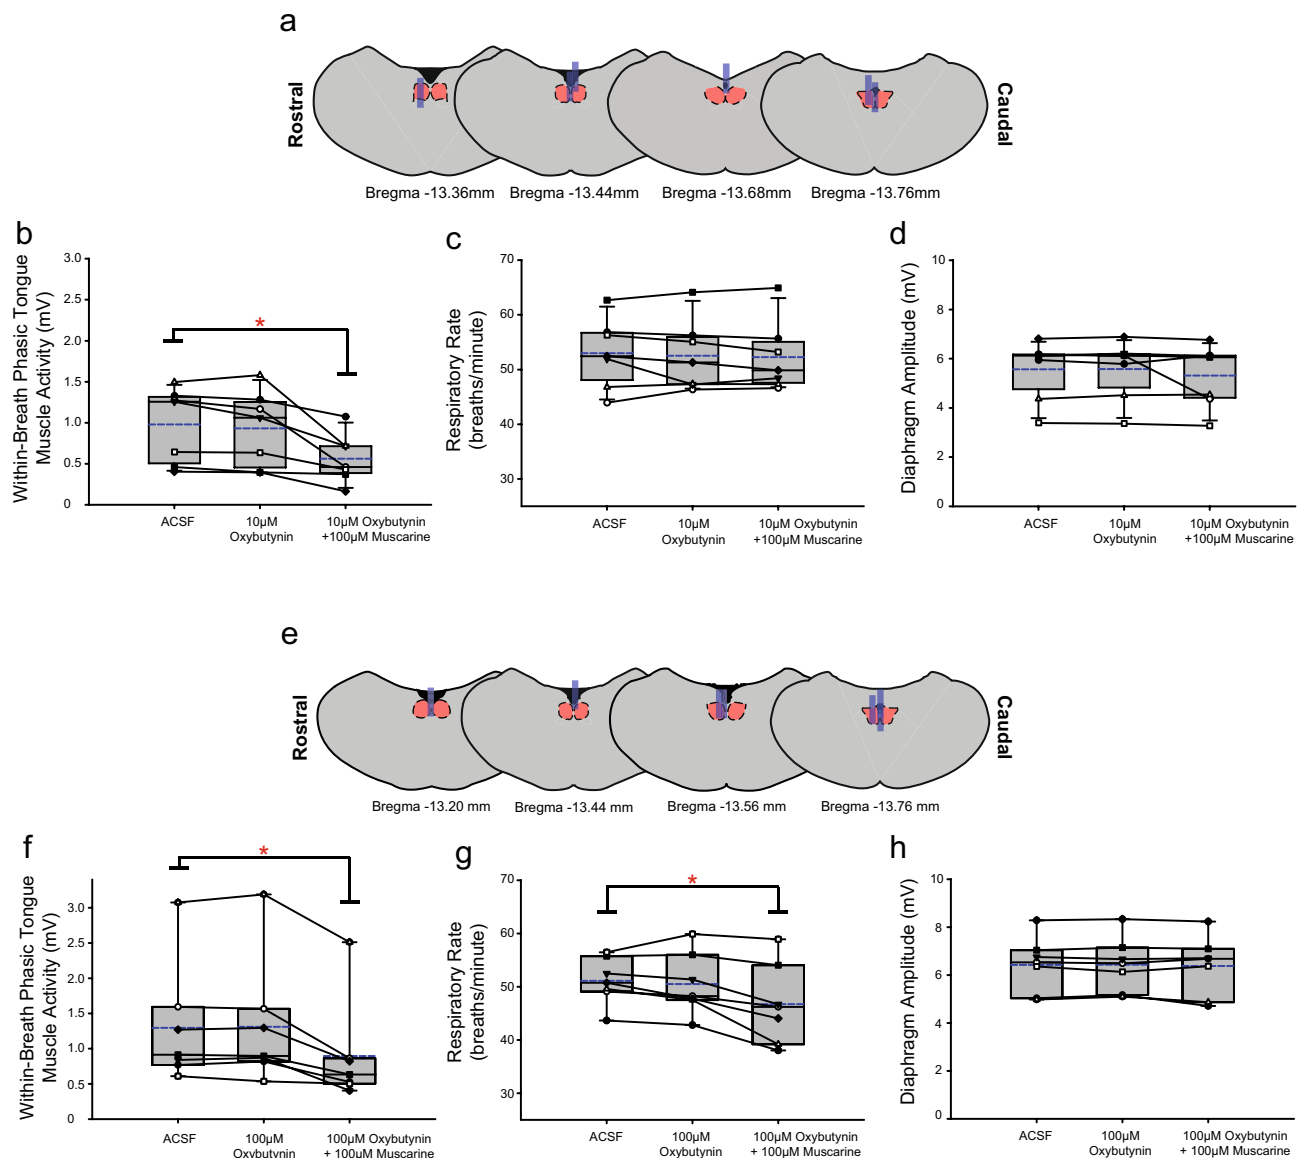 a
Rostral
Caudal
Bregma -13.36mm
Bregma -13.44mm
Bregma -13.68mm
Bregma -13.76mm
b
Within-Breath Phasic Tongue
Muscle Activity (mV)
3.0
2.5
2.0
1.5
1.0
0.5
0
*
ACSF
10µM
Oxybutynin
10µM Oxybutynin
+100µM Muscarine
c
Respiratory Rate
(breaths/minute)
70
60
50
40
30
ACSF
10µM
Oxybutynin
10µM Oxybutynin
+100µM Muscarine
d
Diaphragm Amplitude (mV)
10
8
6
4
2
0
ACSF
10µM
Oxybutynin
10µM Oxybutynin
+100µM Muscarine
e
Rostral
Caudal
Bregma -13.20 mm
Bregma -13.44 mm
Bregma -13.56 mm
Bregma -13.76 mm
f
Within-Breath Phasic Tongue
Muscle Activity (mV)
3.0
2.5
2.0
1.5
1.0
0.5
0
*
ACSF
100µM
Oxybutynin
100µM Oxybutynin
+ 100µM Muscarine
g
Respiratory Rate
(breaths/minute)
70
60
50
40
30
*
ACSF
100µM
Oxybutynin
100µM Oxybutynin
+ 100µM Muscarine
h
Diaphragm Amplitude (mV)
10
8
6
4
2
0
ACSF
100µM
Oxybutynin
100µM Oxybutynin
+ 100µM Muscarine